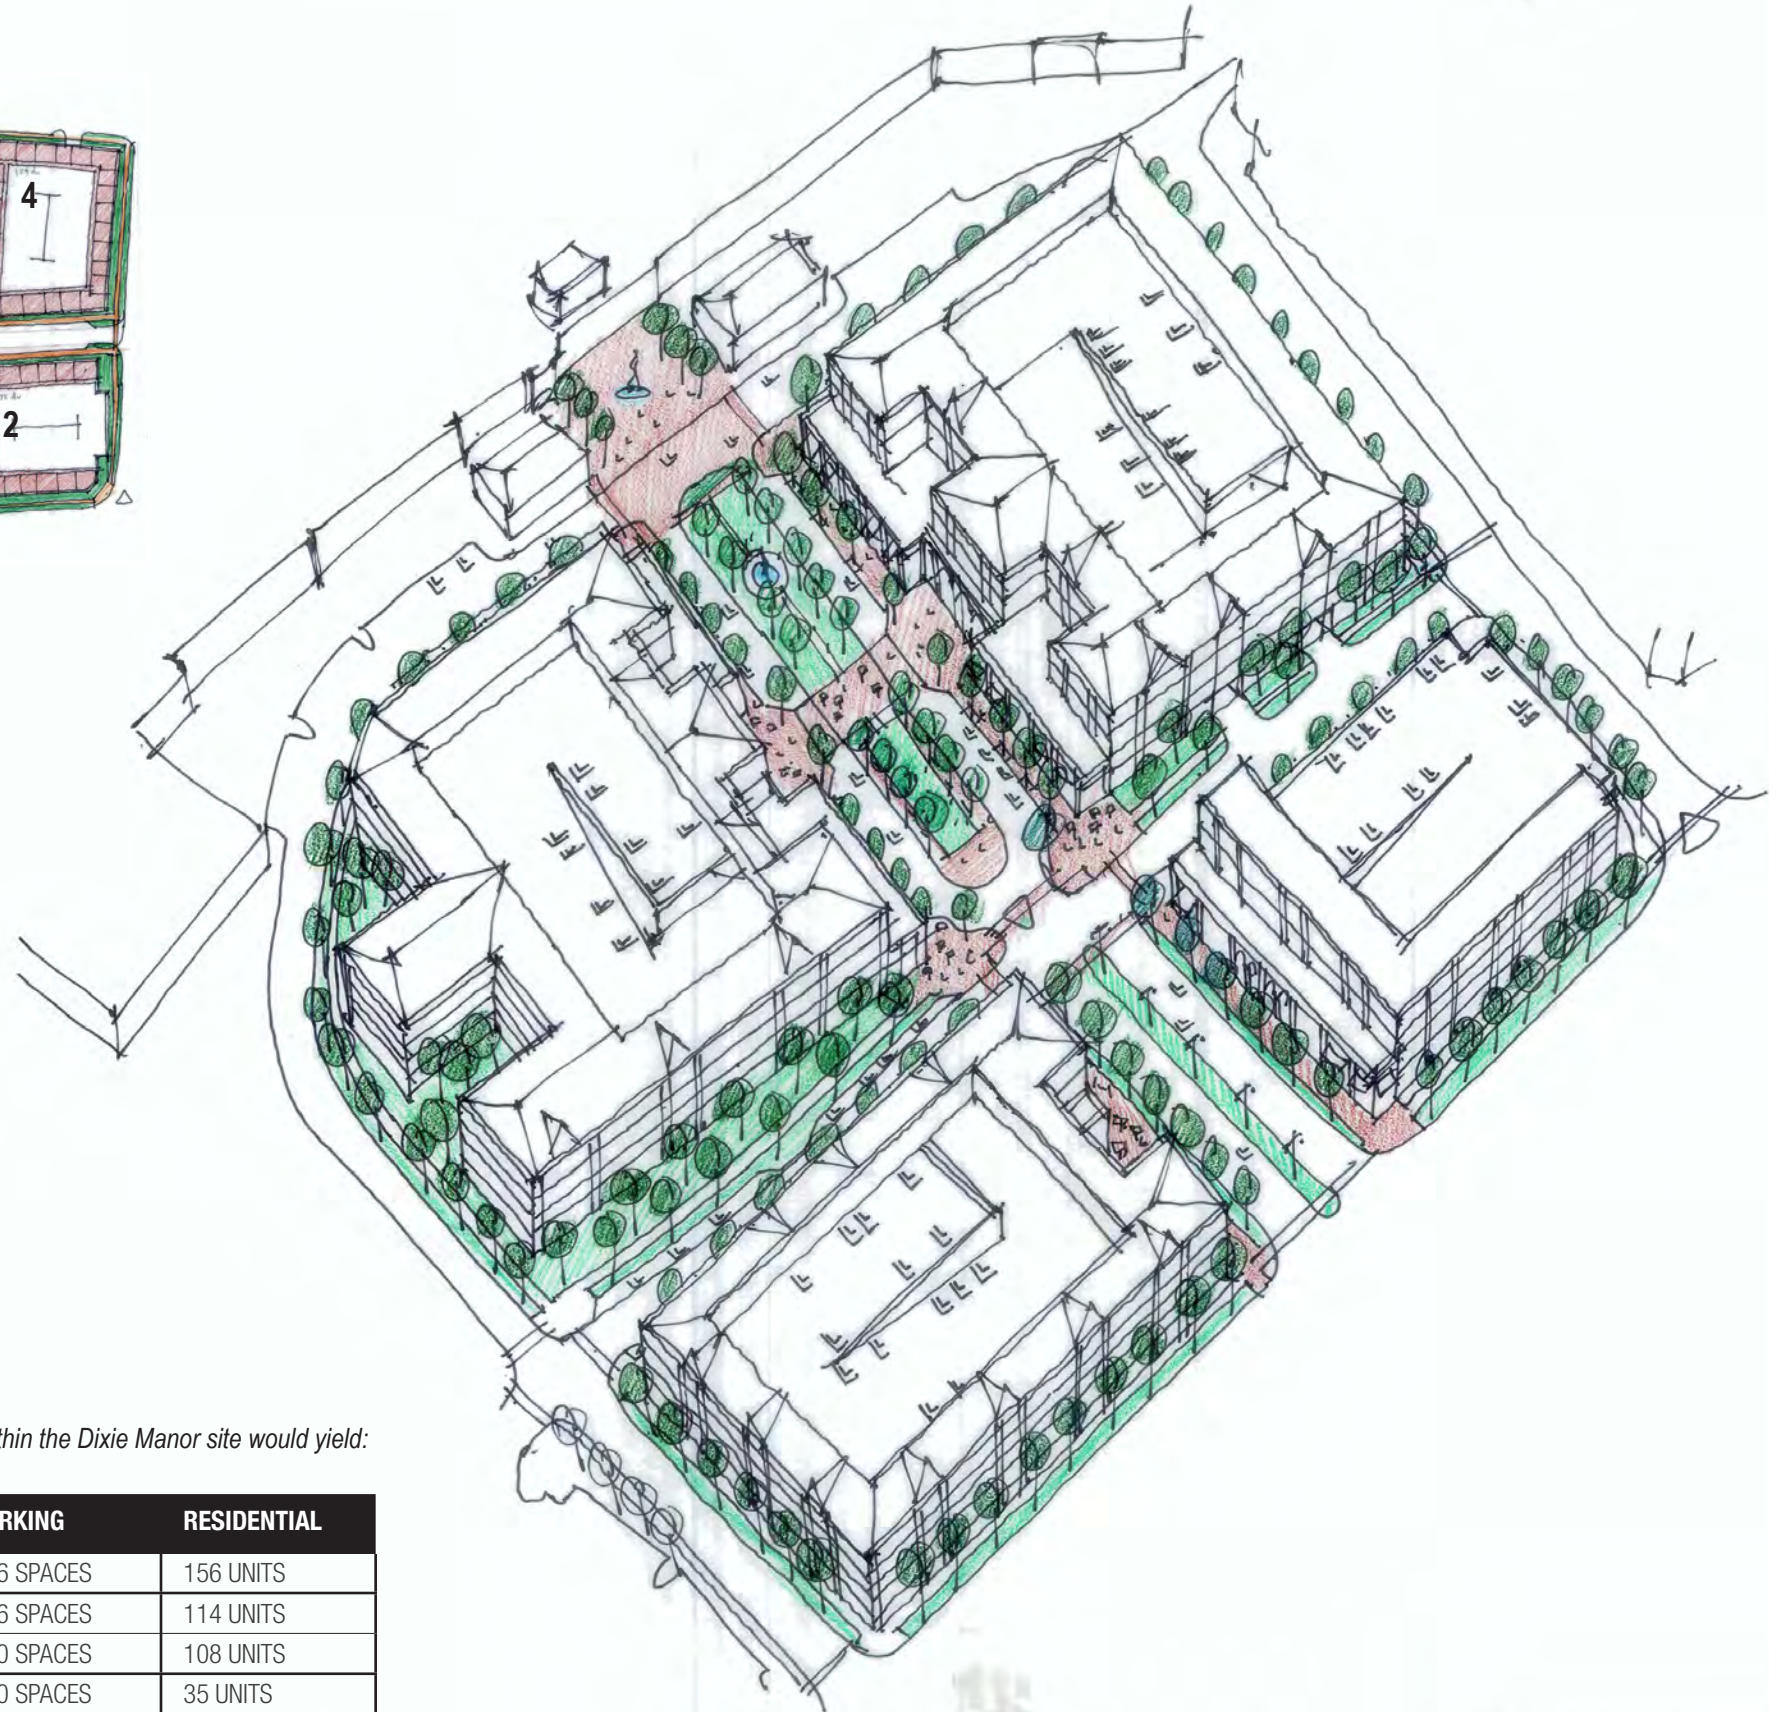 4
2
thin the Dixie Manor site would yield:
RKING RESIDENTIAL
6 SPACES 156 UNITS
6 SPACES 114 UNITS
0 SPACES 108 UNITS
0 SPACES 35 UNITS